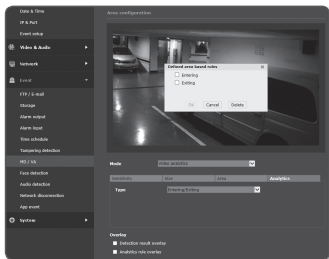 Date & Time
IP & Port
Event setup
Video & Audio
Network
Event
FTP / E-mail
Storage
Alarm output
Alarm input
Time schedule
Tampering detection
MD / VA
Face detection
Audio detection
Network disconnection
App event
System
Area configuration
Defined area based rules
Entering
Exiting
OK
Cancel
Delete
Mode
Video analytics
Sensitivity
Size
Area
Analytics
Type
Entering/Exiting
Overlay
Detection result overlay
Analytics rule overlay